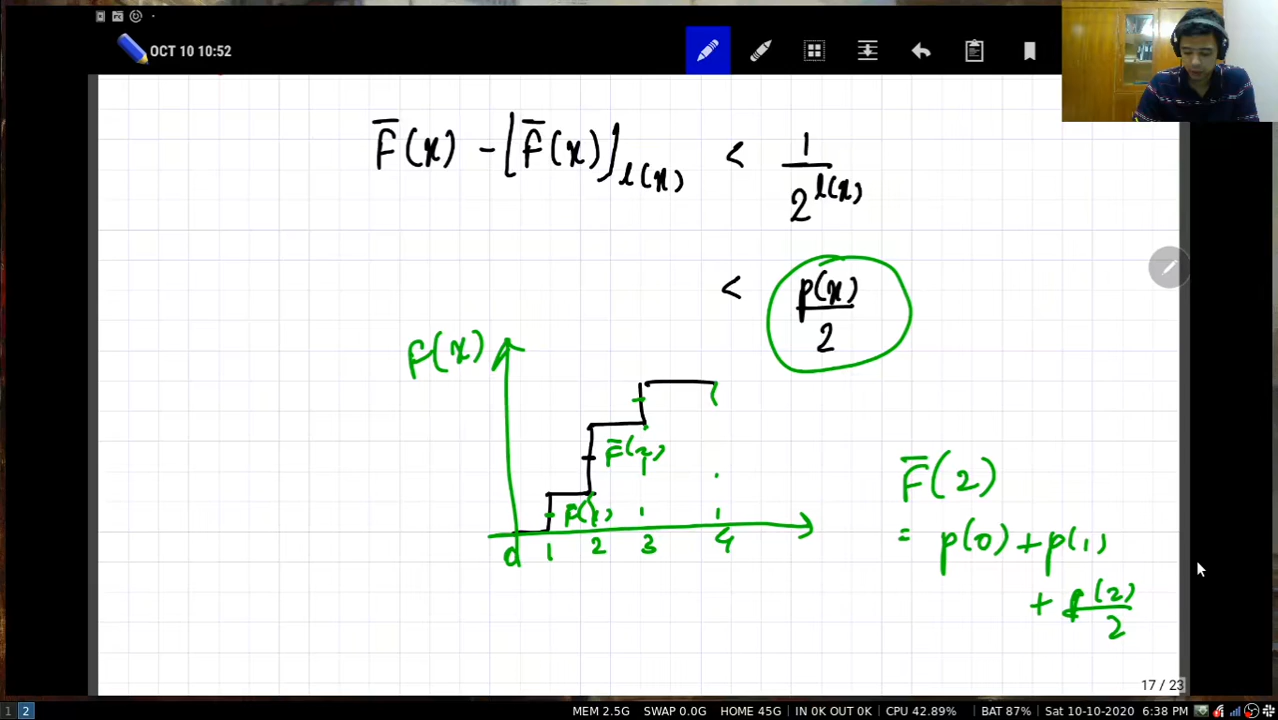 OCT 10 10:52
F̅(x) - ⌊F̅(x)⌋l(x) < 1/2^l(x)
< p(x)/2
F(x)
F̅(2)
F̅(1)
0 1 2 3 4
F̅(2)
= p(0) + p(1)
+ p(2)/2
17 / 23
1 2 MEM 2.5G SWAP 0.0G HOME 45G IN 0K OUT 0K CPU 42.89% BAT 87% Sat 10-10-2020 6:38 PM